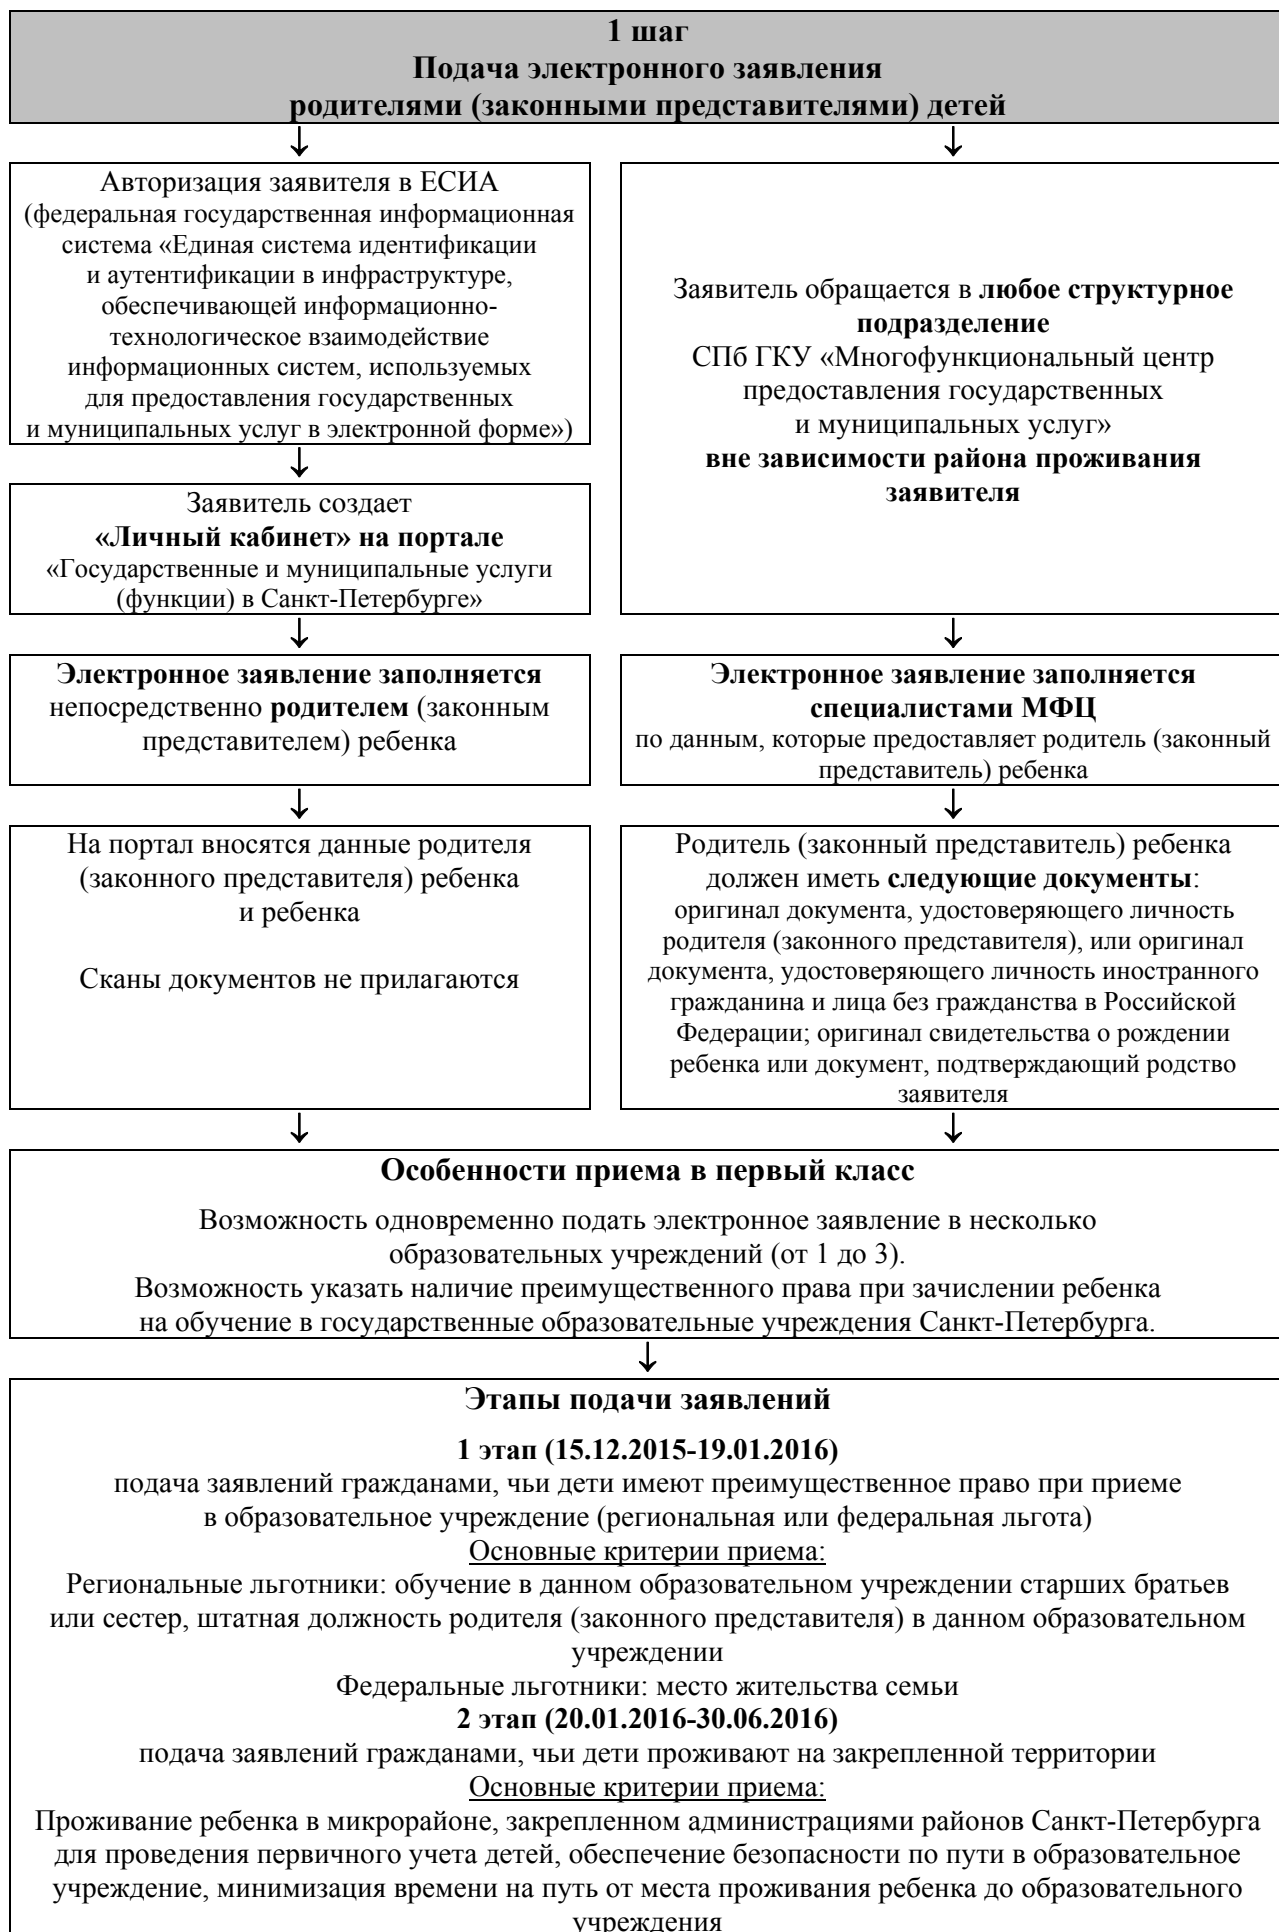 1 шаг
Подача электронного заявления
родителями (законными представителями) детей
↓
↓
Авторизация заявителя в ЕСИА
(федеральная государственная информационная
система «Единая система идентификации
и аутентификации в инфраструктуре,
обеспечивающей информационно-
технологическое взаимодействие
информационных систем, используемых
для предоставления государственных
и муниципальных услуг в электронной форме»)
↓
Заявитель создает
«Личный кабинет» на портале
«Государственные и муниципальные услуги
(функции) в Санкт-Петербурге»
Заявитель обращается в любое структурное
подразделение
СПб ГКУ «Многофункциональный центр
предоставления государственных
и муниципальных услуг»
вне зависимости района проживания
заявителя
↓
↓
Электронное заявление заполняется
непосредственно родителем (законным
представителем) ребенка
Электронное заявление заполняется
специалистами МФЦ
по данным, которые предоставляет родитель (законный
представитель) ребенка
↓
↓
На портал вносятся данные родителя
(законного представителя) ребенка
и ребенка
Сканы документов не прилагаются
Родитель (законный представитель) ребенка
должен иметь следующие документы:
оригинал документа, удостоверяющего личность
родителя (законного представителя), или оригинал
документа, удостоверяющего личность иностранного
гражданина и лица без гражданства в Российской
Федерации; оригинал свидетельства о рождении
ребенка или документ, подтверждающий родство
заявителя
↓
↓
Особенности приема в первый класс
Возможность одновременно подать электронное заявление в несколько
образовательных учреждений (от 1 до 3).
Возможность указать наличие преимущественного права при зачислении ребенка
на обучение в государственные образовательные учреждения Санкт-Петербурга.
↓
Этапы подачи заявлений
1 этап (15.12.2015-19.01.2016)
подача заявлений гражданами, чьи дети имеют преимущественное право при приеме
в образовательное учреждение (региональная или федеральная льгота)
Основные критерии приема:
Региональные льготники: обучение в данном образовательном учреждении старших братьев
или сестер, штатная должность родителя (законного представителя) в данном образовательном
учреждении
Федеральные льготники: место жительства семьи
2 этап (20.01.2016-30.06.2016)
подача заявлений гражданами, чьи дети проживают на закрепленной территории
Основные критерии приема:
Проживание ребенка в микрорайоне, закрепленном администрациями районов Санкт-Петербурга
для проведения первичного учета детей, обеспечение безопасности по пути в образовательное
учреждение, минимизация времени на путь от места проживания ребенка до образовательного
учреждения